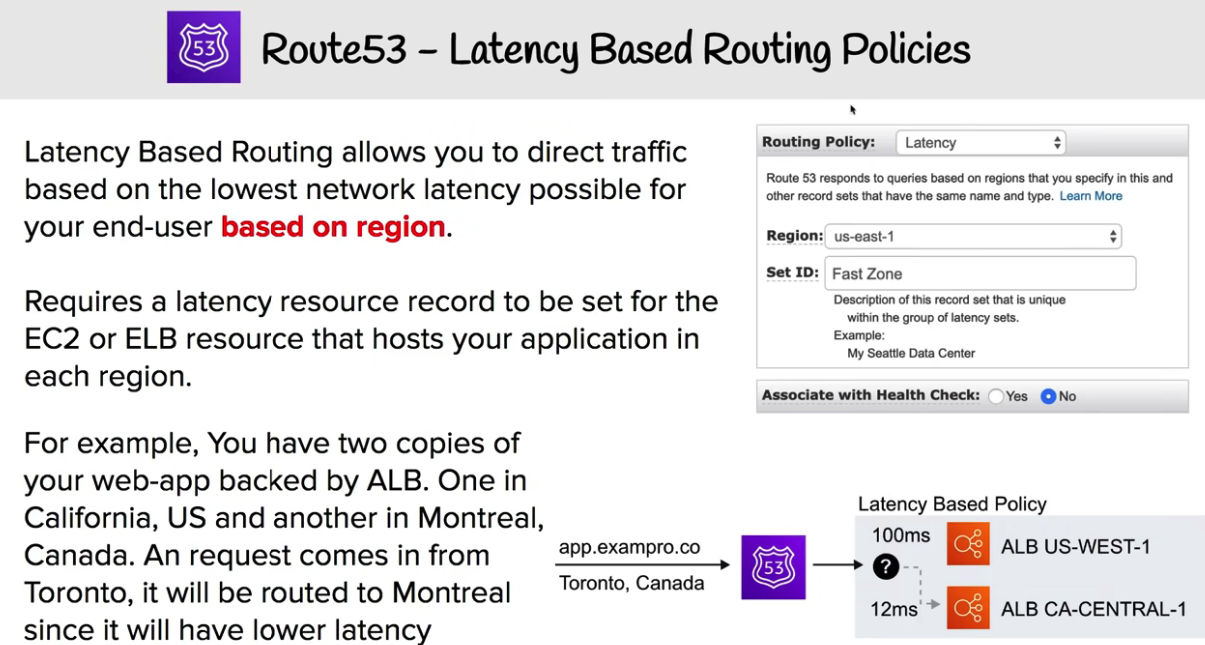 53
Route53 – Latency Based Routing Policies
Latency Based Routing allows you to direct traffic
based on the lowest network latency possible for
your end-user based on region.
Requires a latency resource record to be set for the
EC2 or ELB resource that hosts your application in
each region.
For example, You have two copies of
your web-app backed by ALB. One in
California, US and another in Montreal,
Canada. An request comes in from
Toronto, it will be routed to Montreal
since it will have lower latency
Routing Policy: Latency
Route 53 responds to queries based on regions that you specify in this and
other record sets that have the same name and type. Learn More
Region: us-east-1
Set ID: Fast Zone
Description of this record set that is unique
within the group of latency sets.
Example:
My Seattle Data Center
Associate with Health Check: Yes No
app.exampro.co
Toronto, Canada
53
Latency Based Policy
100ms
ALB US-WEST-1
?
12ms
ALB CA-CENTRAL-1